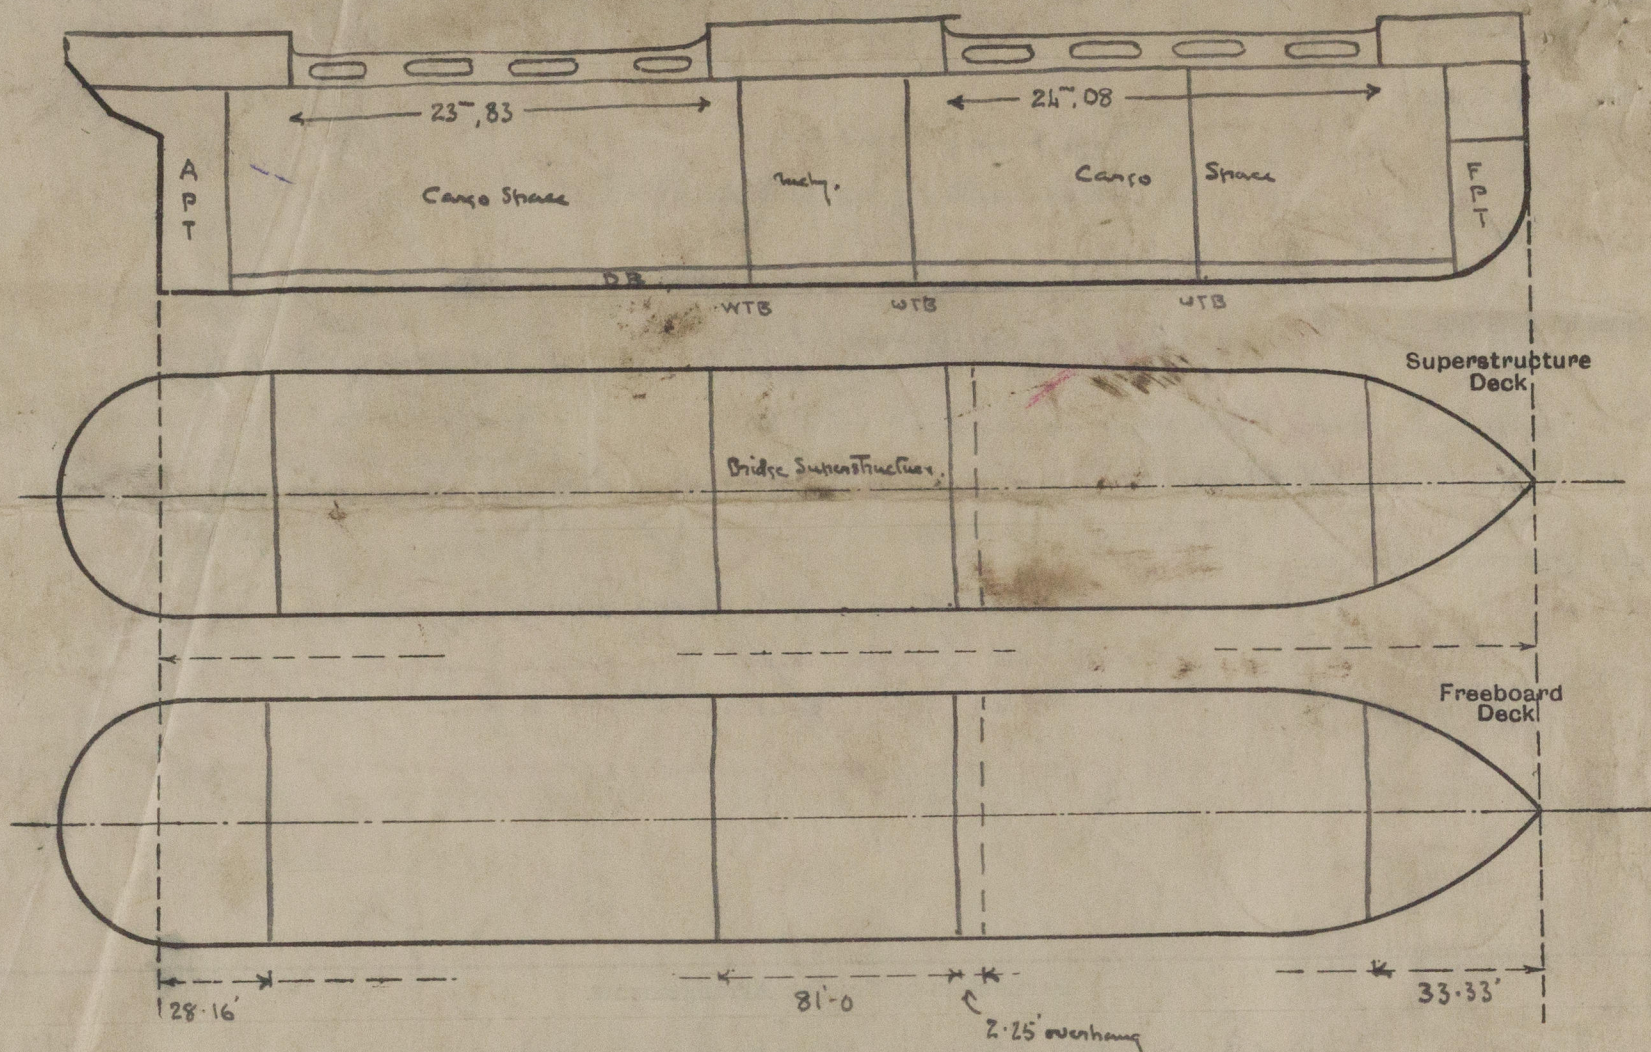 23ᵐ,83
24ᵐ,08
A
P
T
Cargo Space
Mchy.
Cargo Space
F
P
T
D B
WTB
WTB
WTB
Superstructure
Deck
Bridge Superstructure.
Freeboard
Deck
28·16'
81'-0
2·25' overhang
33·33'